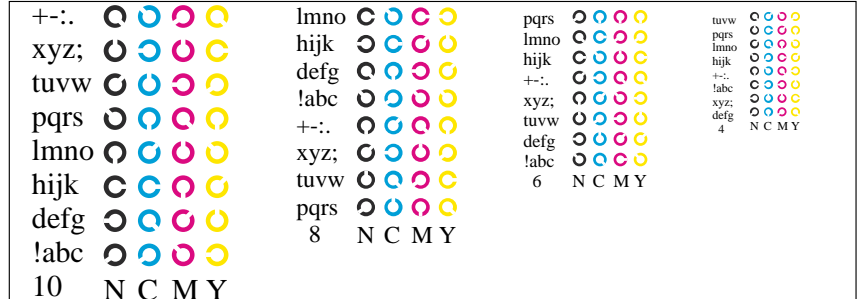 +-:.
xyz;
tuvw
pqrs
lmno
hijk
defg
!abc
10 N C M Y
lmno
hijk
defg
!abc
+-:.
xyz;
tuvw
pqrs
8 N C M Y
pqrs
lmno
hijk
+-:.
xyz;
tuvw
defg
!abc
6 N C M Y
tuvw
pqrs
lmno
hijk
+-:.
!abc
xyz;
defg
4 N C M Y